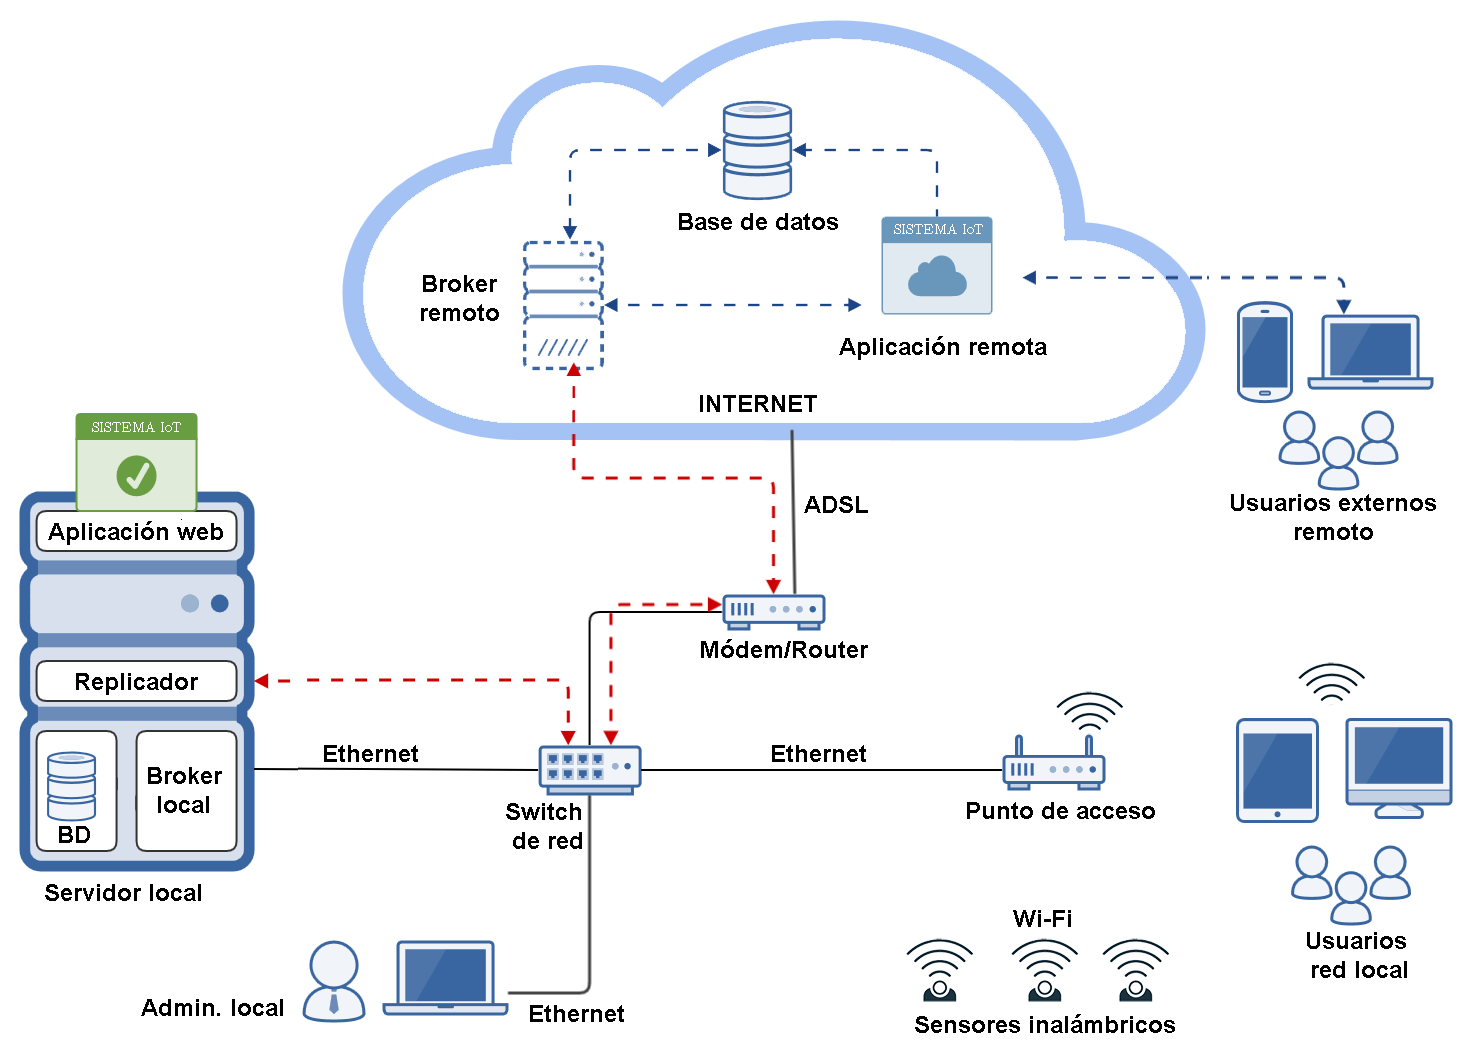 Base de datos
SISTEMA IoT
Broker
remoto
Aplicación remota
INTERNET
ADSL
Usuarios externos
remoto
SISTEMA IoT
Aplicación web
Replicador
BD
Broker
local
Servidor local
Módem/Router
Ethernet
Ethernet
Switch
de red
Punto de acceso
Admin. local
Ethernet
Wi-Fi
Sensores inalámbricos
Usuarios
red local